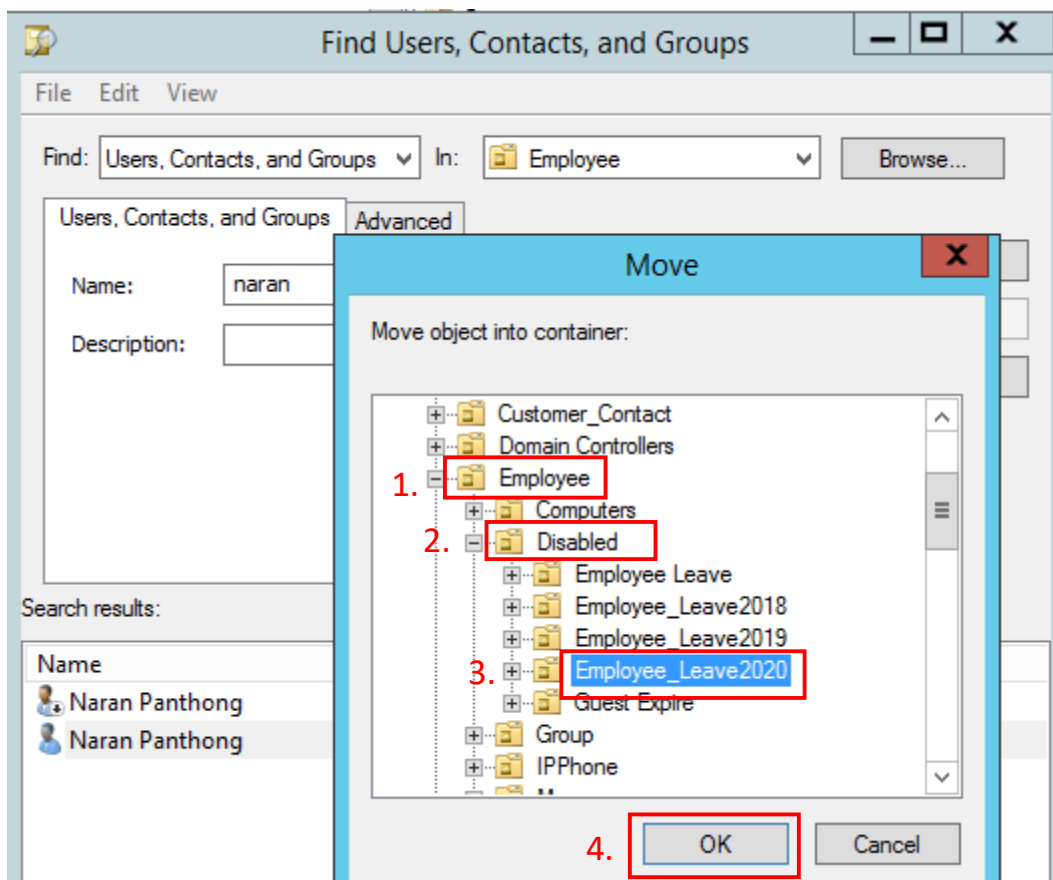 Find Users, Contacts, and Groups
File Edit View
Find: Users, Contacts, and Groups In: Employee Browse...
Users, Contacts, and Groups Advanced
Move
Name: naran
Move object into container:
Description:
Customer_Contact
Domain Controllers
1. Employee
Computers
2. Disabled
Employee Leave
Employee_Leave2018
Search results:
Employee_Leave2019
Name
3. Employee_Leave2020
Naran Panthong
Guest Expire
Naran Panthong
Group
IPPhone
4. OK Cancel